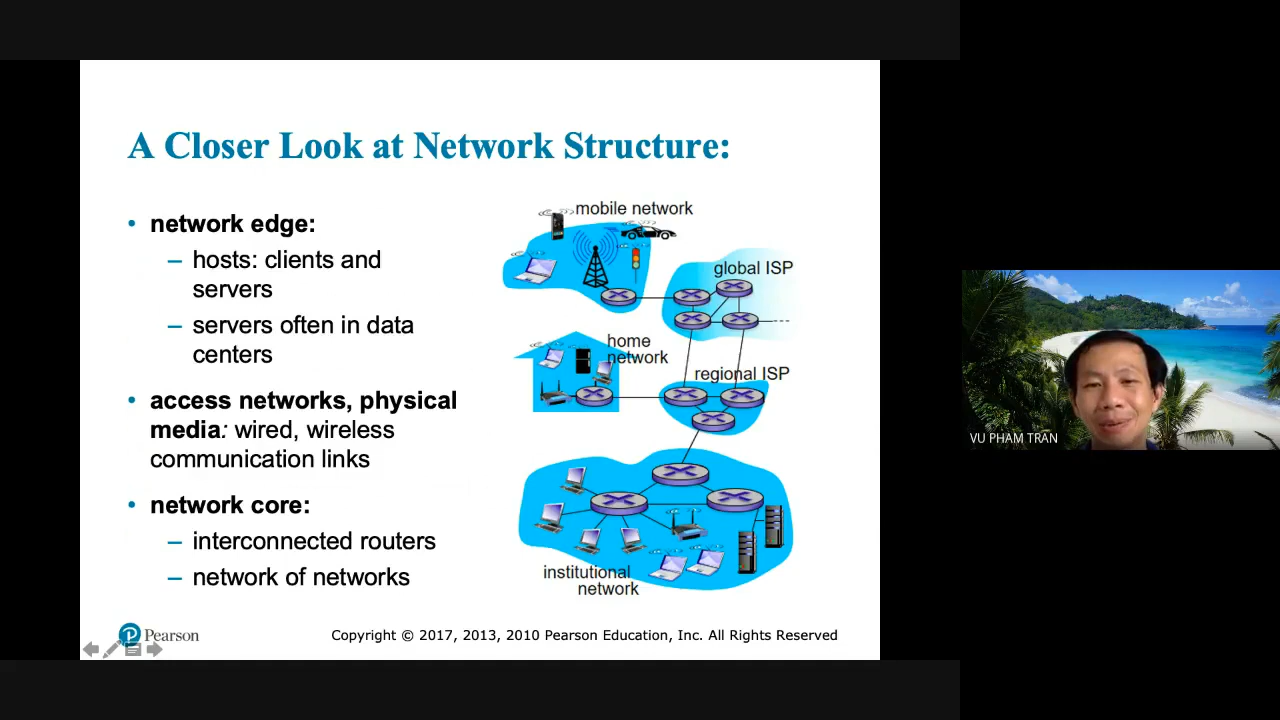 A Closer Look at Network Structure:
• network edge:
– hosts: clients and
servers
– servers often in data
centers
• access networks, physical
media: wired, wireless
communication links
• network core:
– interconnected routers
– network of networks
mobile network
global ISP
home
network
regional ISP
institutional
network
Pearson
Copyright © 2017, 2013, 2010 Pearson Education, Inc. All Rights Reserved
VU PHAM TRAN